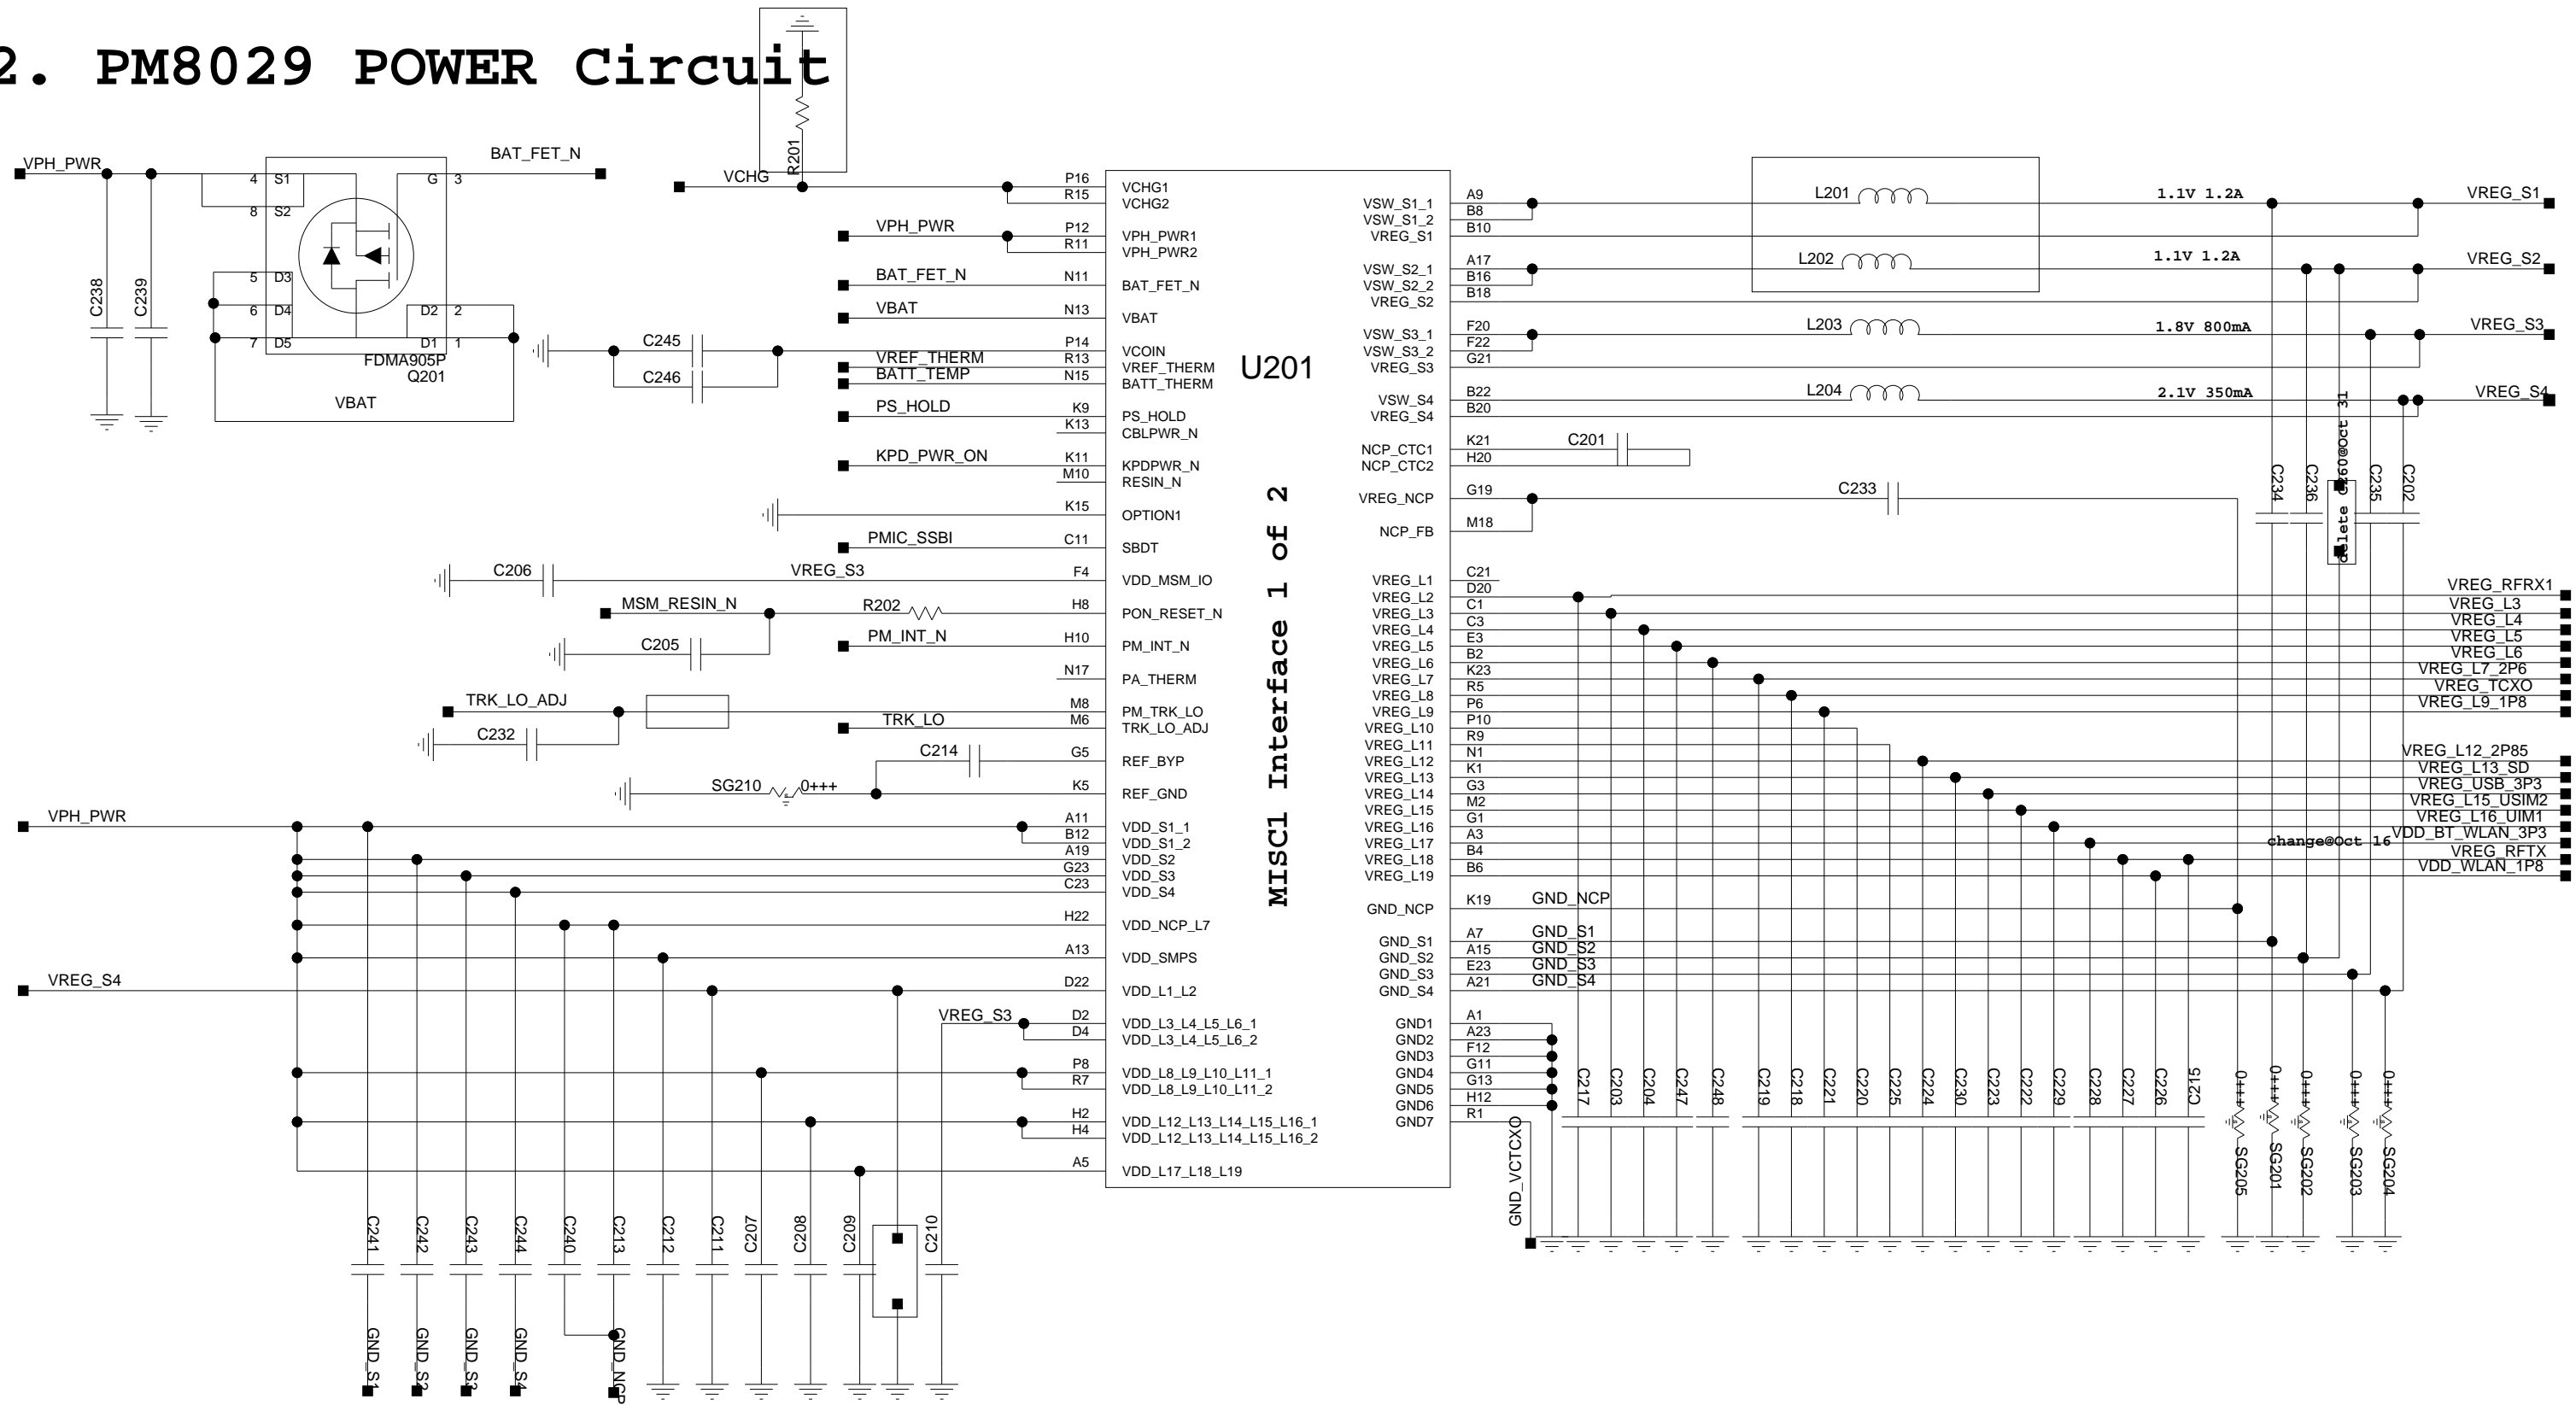 2. PM8029 POWER Circuit
R201
VPH_PWR
BAT_FET_N
4 S1 G 3
8 S2
5 D3
6 D4 D2 2
7 D5 D1 1
FDMA905P
Q201
VBAT
C238
C239
VCHG
VPH_PWR
BAT_FET_N
VBAT
C245
C246
VREF_THERM
BATT_TEMP
PS_HOLD
KPD_PWR_ON
PMIC_SSBI
C206
VREG_S3
MSM_RESIN_N
R202
C205
PM_INT_N
TRK_LO_ADJ
C232
TRK_LO
C214
SG210
0+++
VPH_PWR
VREG_S4
VREG_S3
P16 VCHG1
R15 VCHG2
P12 VPH_PWR1
R11 VPH_PWR2
N11 BAT_FET_N
N13 VBAT
P14 VCOIN
R13 VREF_THERM
N15 BATT_THERM
K9 PS_HOLD
K13 CBLPWR_N
K11 KPDPWR_N
M10 RESIN_N
K15 OPTION1
C11 SBDT
F4 VDD_MSM_IO
H8 PON_RESET_N
H10 PM_INT_N
N17 PA_THERM
M8 PM_TRK_LO
M6 TRK_LO_ADJ
G5 REF_BYP
K5 REF_GND
A11 VDD_S1_1
B12 VDD_S1_2
A19 VDD_S2
G23 VDD_S3
C23 VDD_S4
H22 VDD_NCP_L7
A13 VDD_SMPS
D22 VDD_L1_L2
D2 VDD_L3_L4_L5_L6_1
D4 VDD_L3_L4_L5_L6_2
P8 VDD_L8_L9_L10_L11_1
R7 VDD_L8_L9_L10_L11_2
H2 VDD_L12_L13_L14_L15_L16_1
H4 VDD_L12_L13_L14_L15_L16_2
A5 VDD_L17_L18_L19
U201
MISC1 Interface 1 of 2
VSW_S1_1 A9
VSW_S1_2 B8
VREG_S1 B10
VSW_S2_1 A17
VSW_S2_2 B16
VREG_S2 B18
VSW_S3_1 F20
VSW_S3_2 F22
VREG_S3 G21
VSW_S4 B22
VREG_S4 B20
NCP_CTC1 K21
NCP_CTC2 H20
VREG_NCP G19
NCP_FB M18
VREG_L1 C21
VREG_L2 D20
VREG_L3 C1
VREG_L4 C3
VREG_L5 E3
VREG_L6 B2
VREG_L7 K23
VREG_L8 R5
VREG_L9 P6
VREG_L10 P10
VREG_L11 R9
VREG_L12 N1
VREG_L13 K1
VREG_L14 G3
VREG_L15 M2
VREG_L16 G1
VREG_L17 A3
VREG_L18 B4
VREG_L19 B6
GND_NCP K19 GND_NCP
GND_S1 A7 GND_S1
GND_S2 A15 GND_S2
GND_S3 E23 GND_S3
GND_S4 A21 GND_S4
GND1 A1
GND2 A23
GND3 F12
GND4 G11
GND5 G13
GND6 H12
GND7 R1
GND_VCTCXO
L201 1.1V 1.2A VREG_S1
L202 1.1V 1.2A VREG_S2
L203 1.8V 800mA VREG_S3
L204 2.1V 350mA VREG_S4
C201
C233
C234
C236
C235
C202
VREG_RFRX1
VREG_L3
VREG_L4
VREG_L5
VREG_L6
VREG_L7_2P6
VREG_TCXO
VREG_L9_1P8
VREG_L12_2P85
VREG_L13_SD
VREG_USB_3P3
VREG_L15_USIM2
VREG_L16_UIM1
VDD_BT_WLAN_3P3
change@Oct 16
VREG_RFTX
VDD_WLAN_1P8
C217
C203
C204
C247
C248
C219
C218
C221
C220
C225
C224
C230
C223
C222
C229
C228
C227
C226
C215
0+++ SG205
0+++ SG201
0+++ SG202
0+++ SG203
0+++ SG204
C241
C242
C243
C244
C240
C213
C212
C211
C207
C208
C209
C210
GND_S1
GND_S2
GND_S3
GND_S4
GND_NCP